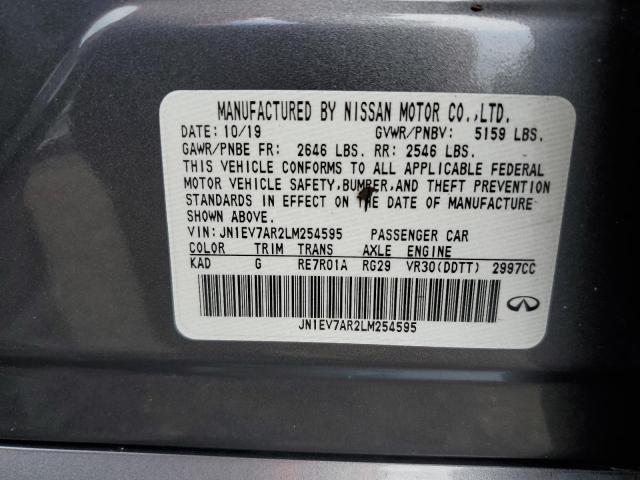 MANUFACTURED BY NISSAN MOTOR CO.,LTD.
DATE: 10/19 GVWR/PNBV: 5159 LBS.
GAWR/PNBE FR: 2646 LBS. RR: 2546 LBS.
THIS VEHICLE CONFORMS TO ALL APPLICABLE FEDERAL
MOTOR VEHICLE SAFETY,BUMPER,AND THEFT PREVENTION
STANDARDS IN EFFECT ON THE DATE OF MANUFACTURE
SHOWN ABOVE.
VIN: JN1EV7AR2LM254595 PASSENGER CAR
COLOR TRIM TRANS AXLE ENGINE
KAD G RE7R01A RG29 VR30(DDTT) 2997CC
JN1EV7AR2LM254595